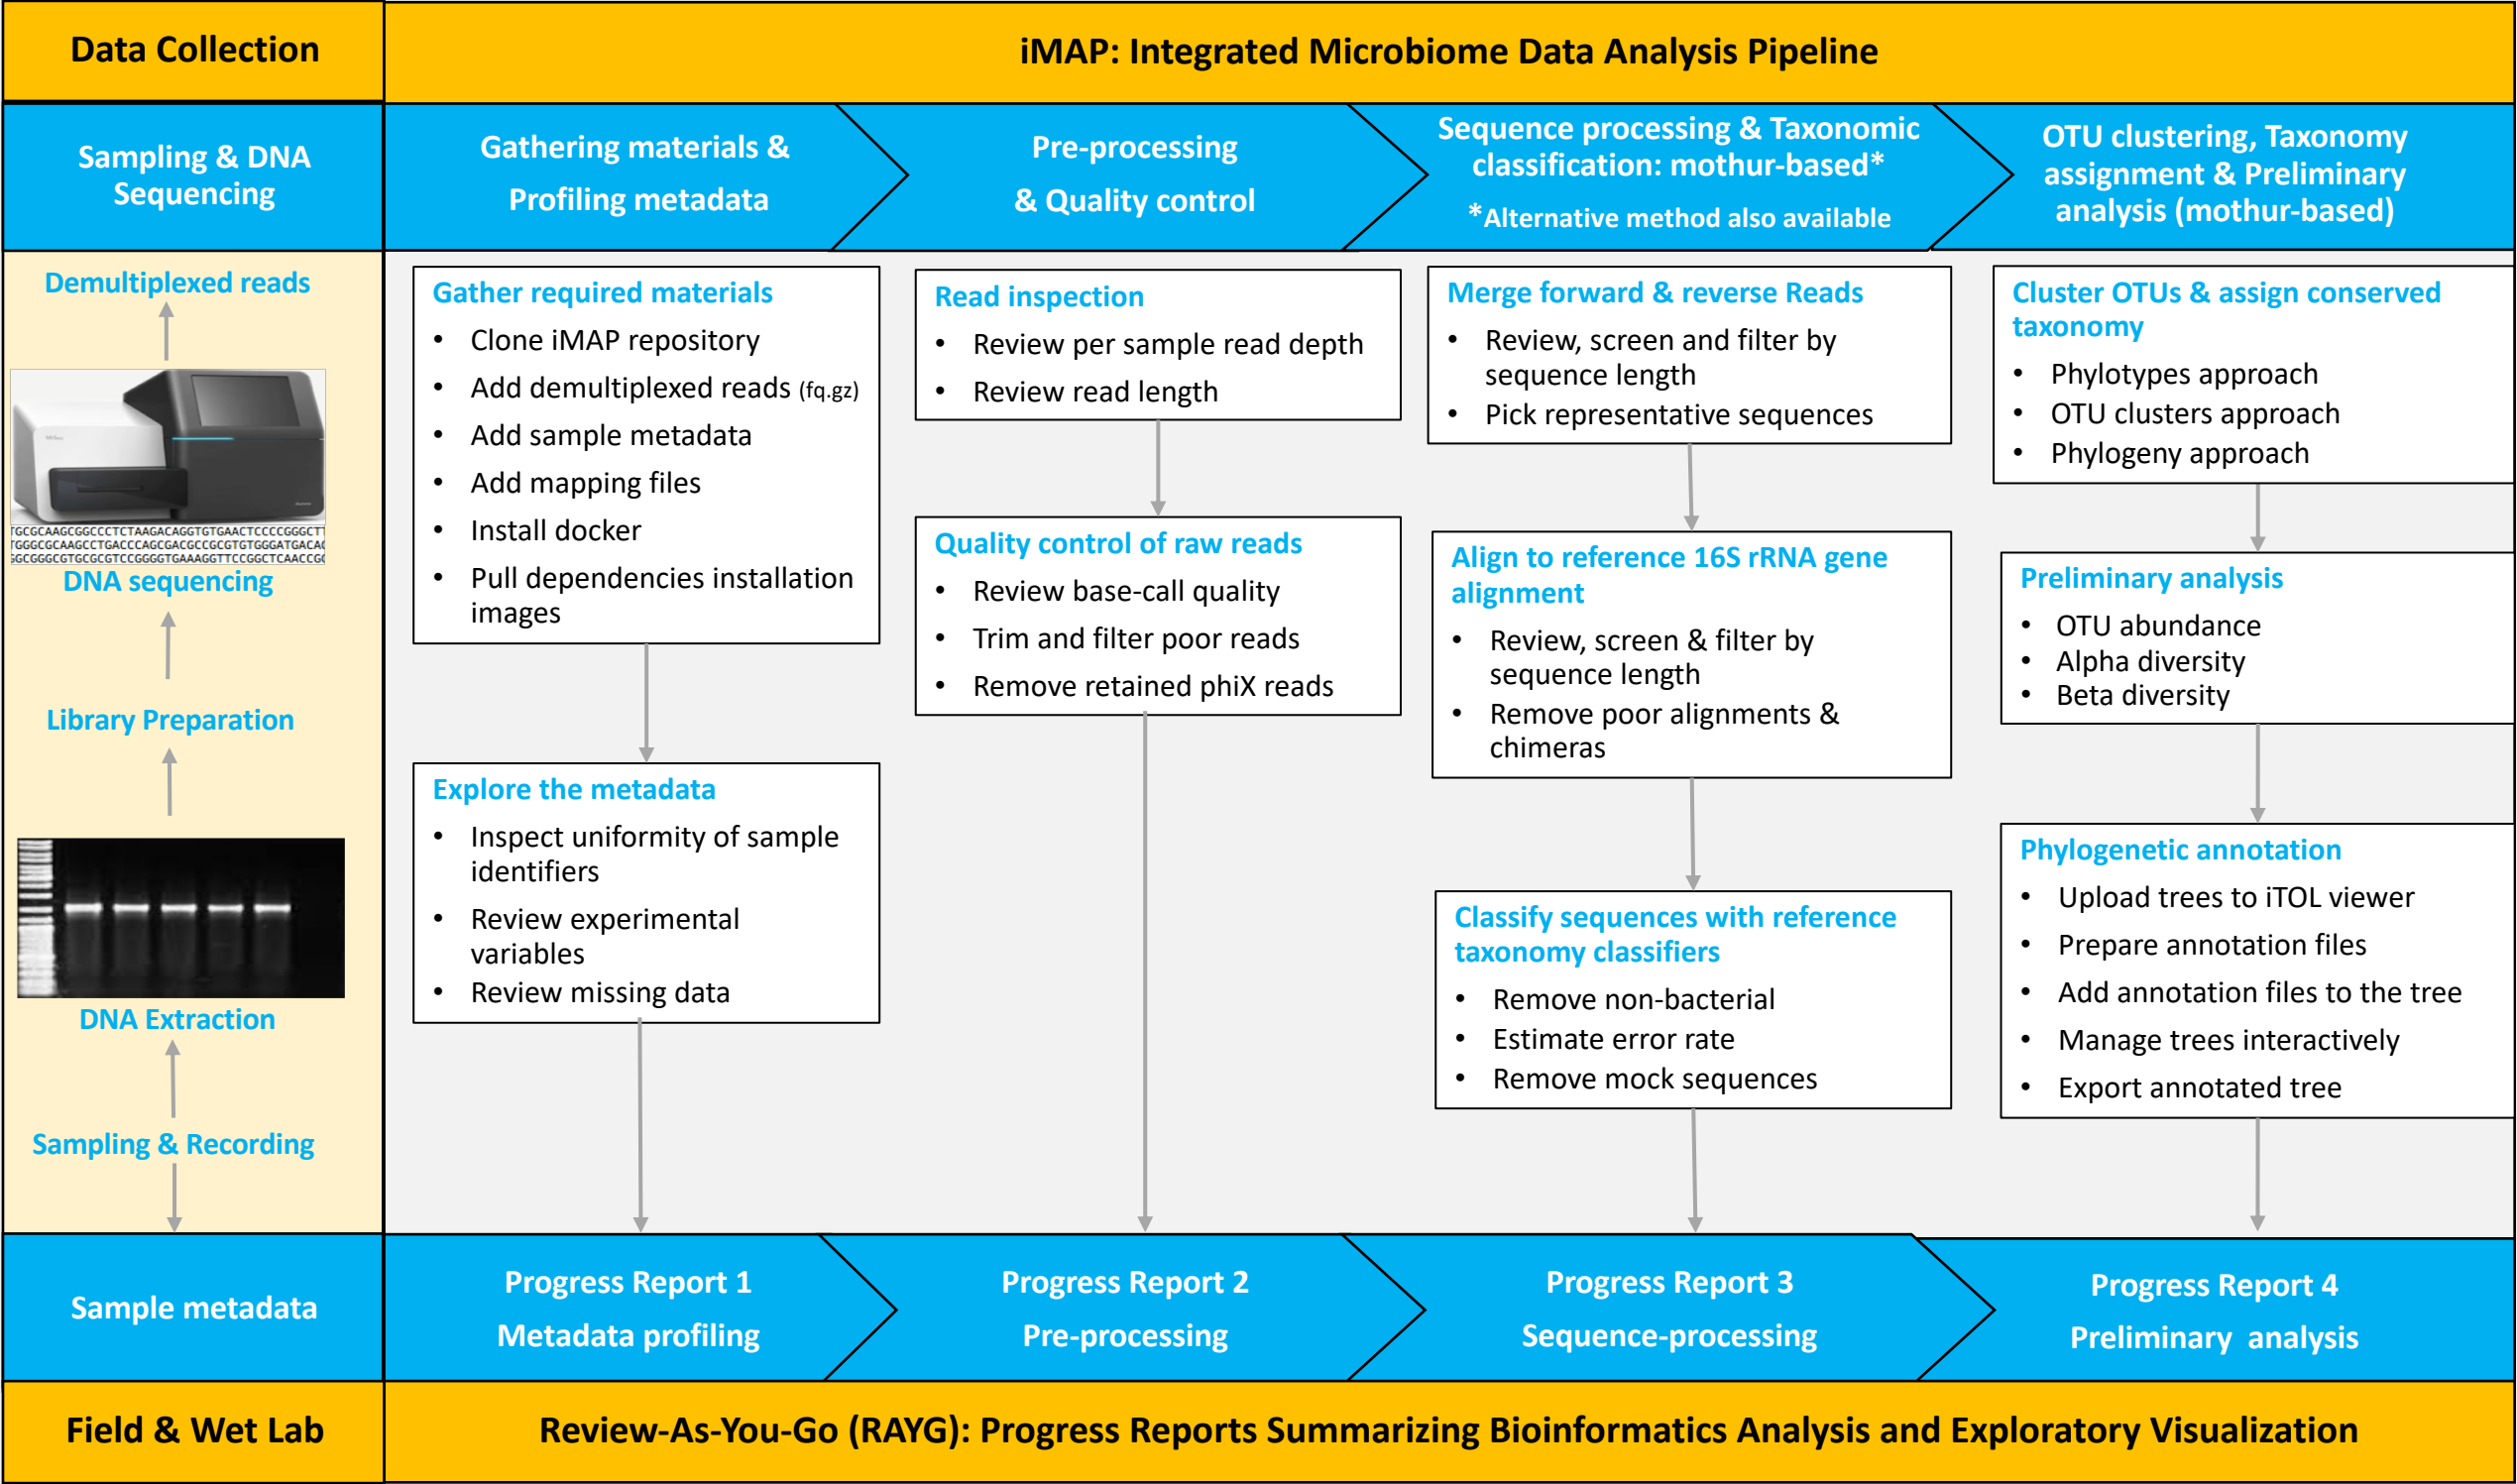 Data Collection
iMAP: Integrated Microbiome Data Analysis Pipeline
Sampling & DNA
Sequencing
Gathering materials &
Profiling metadata
Pre-processing
& Quality control
Sequence processing & Taxonomic
classification: mothur-based*
*Alternative method also available
OTU clustering, Taxonomy
assignment & Preliminary
analysis (mothur-based)
Demultiplexed reads
TGCGCAAGCGGCCCTCTAAGACAGGTGTGAACTCCCCGGGCTT
TGGGCGCAAGCCTGACCCAGCGACGCCGCGTGTGGGATGACAC
GGCGGGCGTGCGCGTCCGGGGTGAAAGGTTCCGGCTCAACCGC
DNA sequencing
Library Preparation
DNA Extraction
Sampling & Recording
Gather required materials
• Clone iMAP repository
• Add demultiplexed reads (fq.gz)
• Add sample metadata
• Add mapping files
• Install docker
• Pull dependencies installation
images
Explore the metadata
• Inspect uniformity of sample
identifiers
• Review experimental
variables
• Review missing data
Read inspection
• Review per sample read depth
• Review read length
Quality control of raw reads
• Review base-call quality
• Trim and filter poor reads
• Remove retained phiX reads
Merge forward & reverse Reads
• Review, screen and filter by
sequence length
• Pick representative sequences
Align to reference 16S rRNA gene
alignment
• Review, screen & filter by
sequence length
• Remove poor alignments &
chimeras
Classify sequences with reference
taxonomy classifiers
• Remove non-bacterial
• Estimate error rate
• Remove mock sequences
Cluster OTUs & assign conserved
taxonomy
• Phylotypes approach
• OTU clusters approach
• Phylogeny approach
Preliminary analysis
• OTU abundance
• Alpha diversity
• Beta diversity
Phylogenetic annotation
• Upload trees to iTOL viewer
• Prepare annotation files
• Add annotation files to the tree
• Manage trees interactively
• Export annotated tree
Sample metadata
Progress Report 1
Metadata profiling
Progress Report 2
Pre-processing
Progress Report 3
Sequence-processing
Progress Report 4
Preliminary analysis
Field & Wet Lab
Review-As-You-Go (RAYG): Progress Reports Summarizing Bioinformatics Analysis and Exploratory Visualization